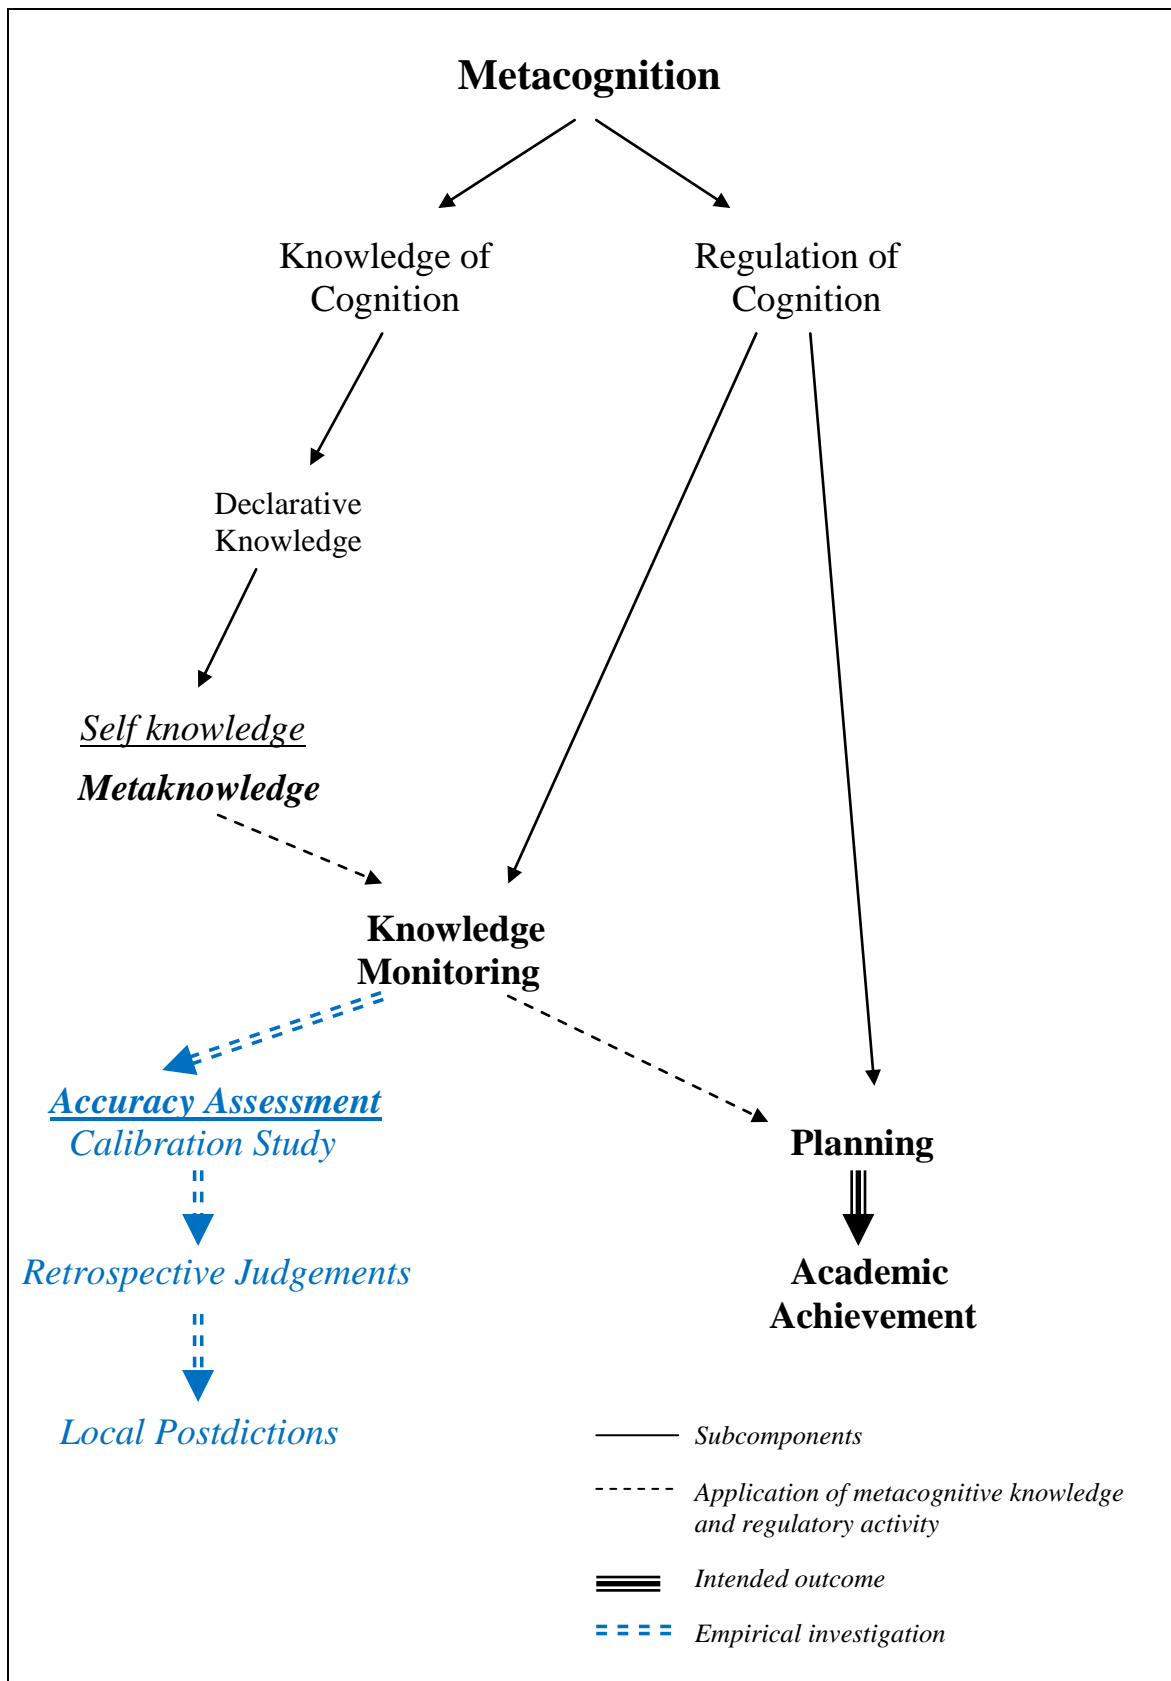 Metacognition
Knowledge of
Cognition
Regulation of
Cognition
Declarative
Knowledge
Self knowledge
Metaknowledge
Knowledge
Monitoring
Accuracy Assessment
Calibration Study
Planning
Retrospective Judgements
Academic
Achievement
Local Postdictions
Subcomponents
Application of metacognitive knowledge
and regulatory activity
Intended outcome
Empirical investigation